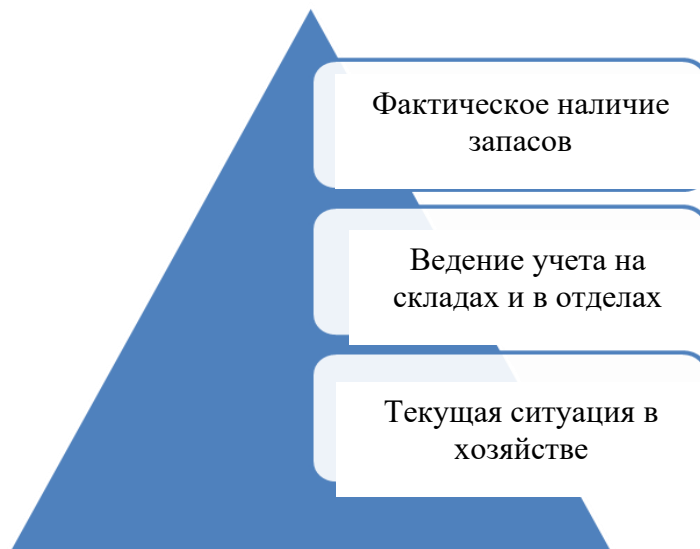 Фактическое наличие
запасов
Ведение учета на
складах и в отделах
Текущая ситуация в
хозяйстве